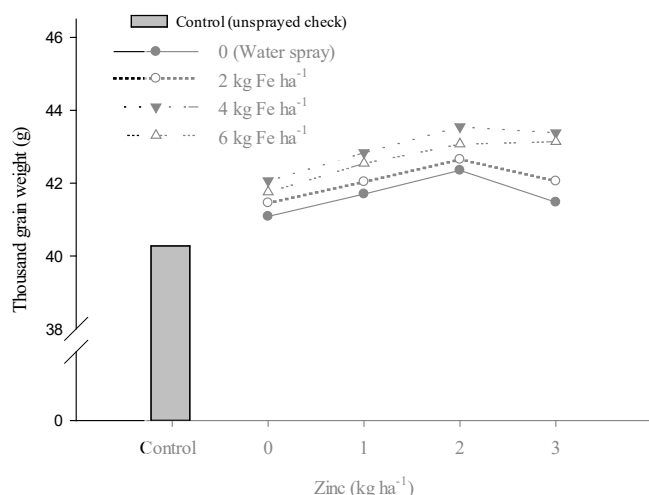 Control (unsprayed check)
0 (Water spray)
2 kg Fe ha⁻¹
4 kg Fe ha⁻¹
6 kg Fe ha⁻¹
Thousand grain weight (g)
46
44
42
40
38
0
Control 0 1 2 3
Zinc (kg ha⁻¹)